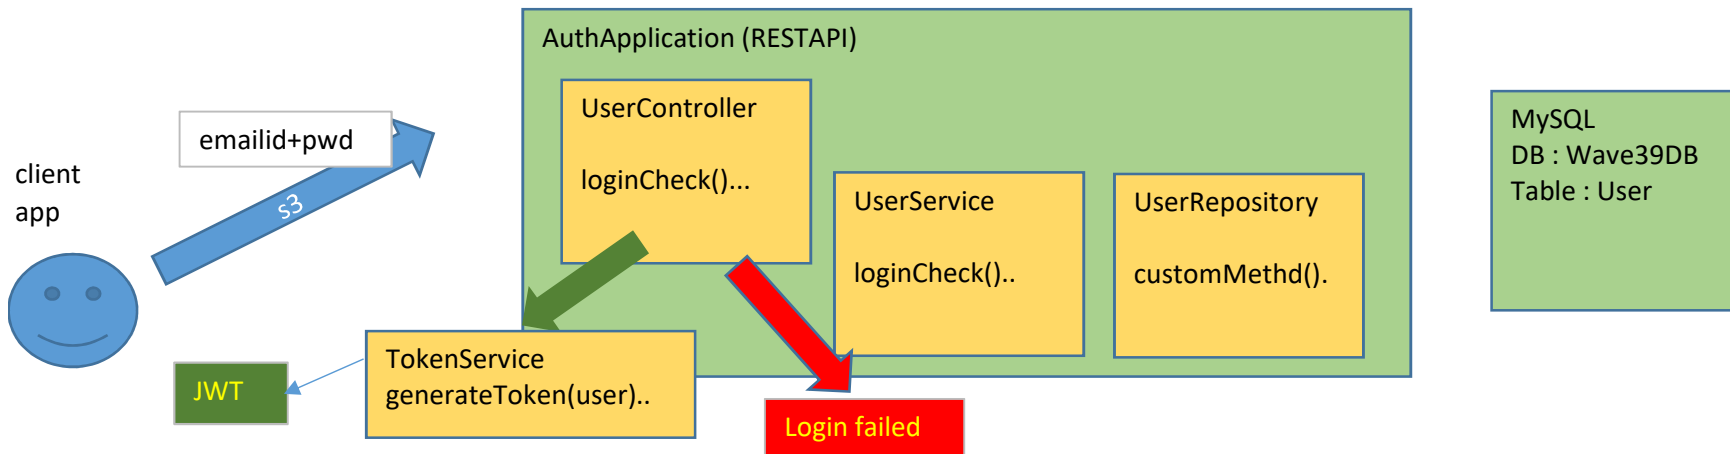 AuthApplication (RESTAPI)
UserController
loginCheck()...
emailid+pwd
client
app
s3
UserService
loginCheck()..
UserRepository
customMethd().
MySQL
DB : Wave39DB
Table : User
TokenService
generateToken(user)..
JWT
Login failed